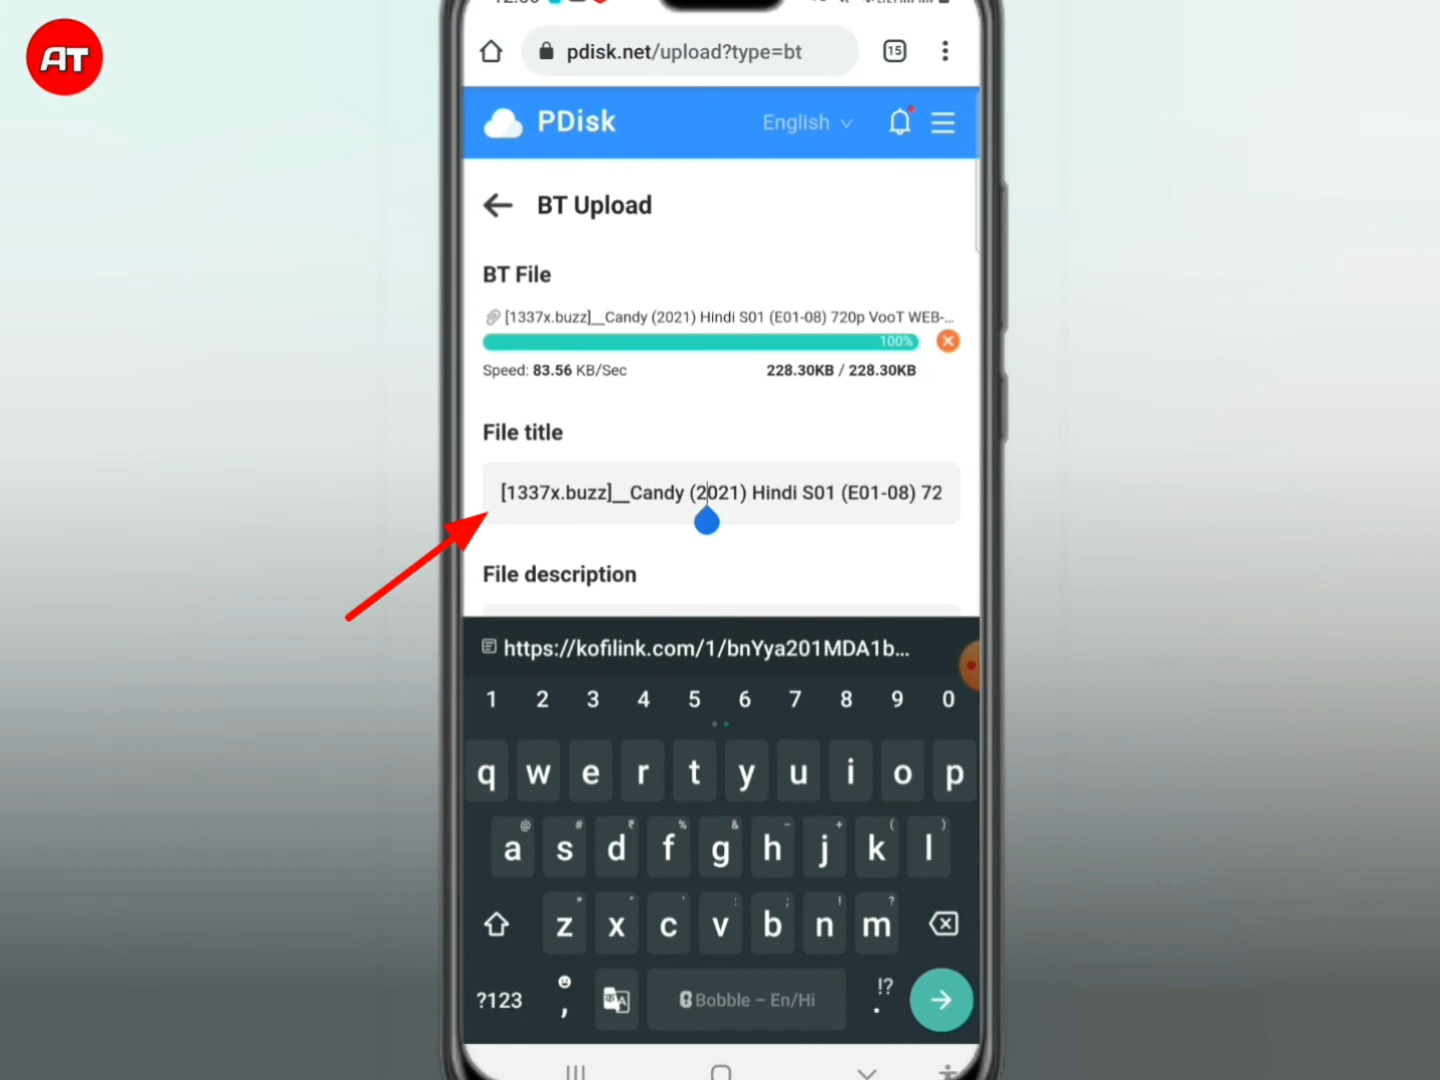 AT
pdisk.net/upload?type=bt
15
PDisk
English
BT Upload
BT File
[1337x.buzz]__Candy (2021) Hindi S01 (E01-08) 720p VooT WEB-...
100%
Speed: 83.56 KB/Sec
228.30KB / 228.30KB
File title
[1337x.buzz]__Candy (2021) Hindi S01 (E01-08) 72
File description
https://kofilink.com/1/bnYya201MDA1b...
1 2 3 4 5 6 7 8 9 0
q w e r t y u i o p
@ # ₹ % & - + ( )
a s d f g h j k l
* " ' : ; ! ?
z x c v b n m
?123 , Bobble – En/Hi !? .